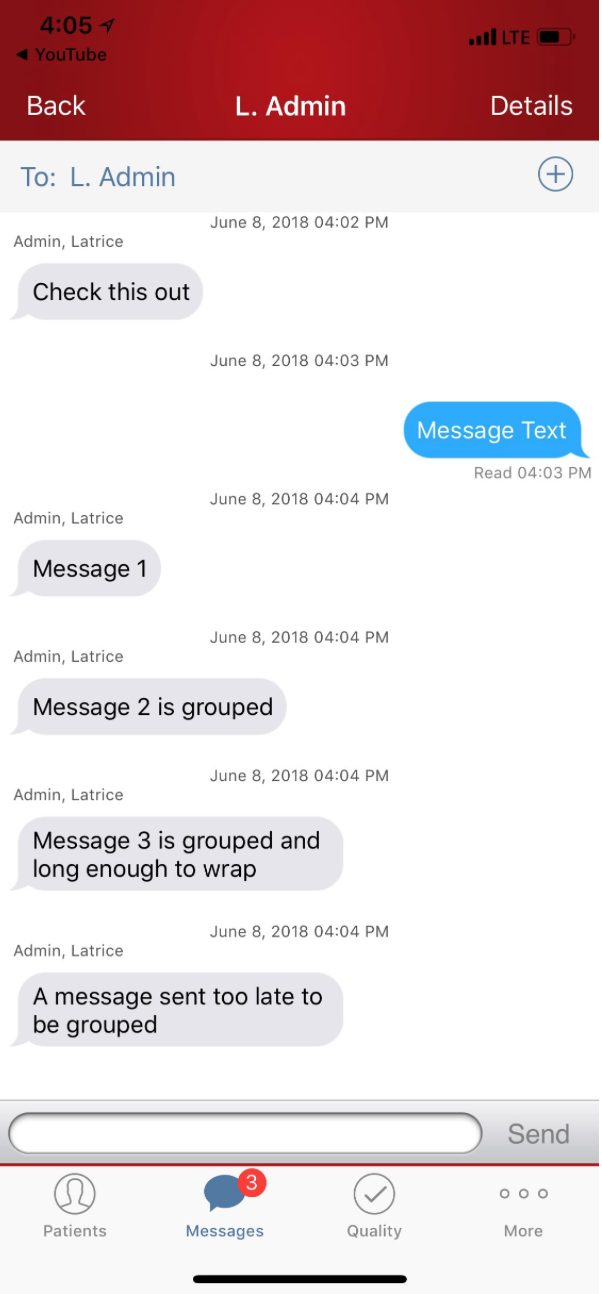 4:05
LTE
◀ YouTube
Back
L. Admin
Details
To: L. Admin
June 8, 2018 04:02 PM
Admin, Latrice
Check this out
June 8, 2018 04:03 PM
Message Text
Read 04:03 PM
June 8, 2018 04:04 PM
Admin, Latrice
Message 1
June 8, 2018 04:04 PM
Admin, Latrice
Message 2 is grouped
June 8, 2018 04:04 PM
Admin, Latrice
Message 3 is grouped and
long enough to wrap
June 8, 2018 04:04 PM
Admin, Latrice
A message sent too late to
be grouped
Send
3
Patients
Messages
Quality
More